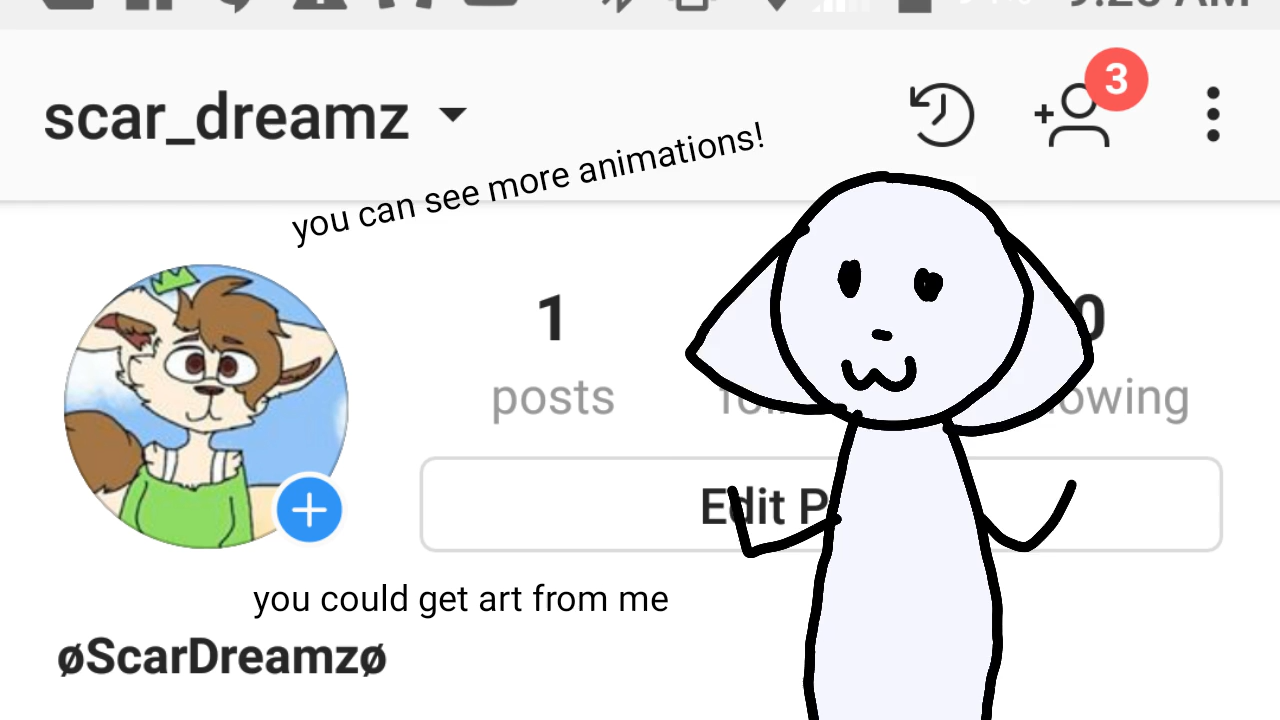 scar_dreamz
3
you can see more animations!
1
posts
Edit P
you could get art from me
øScarDreamzø